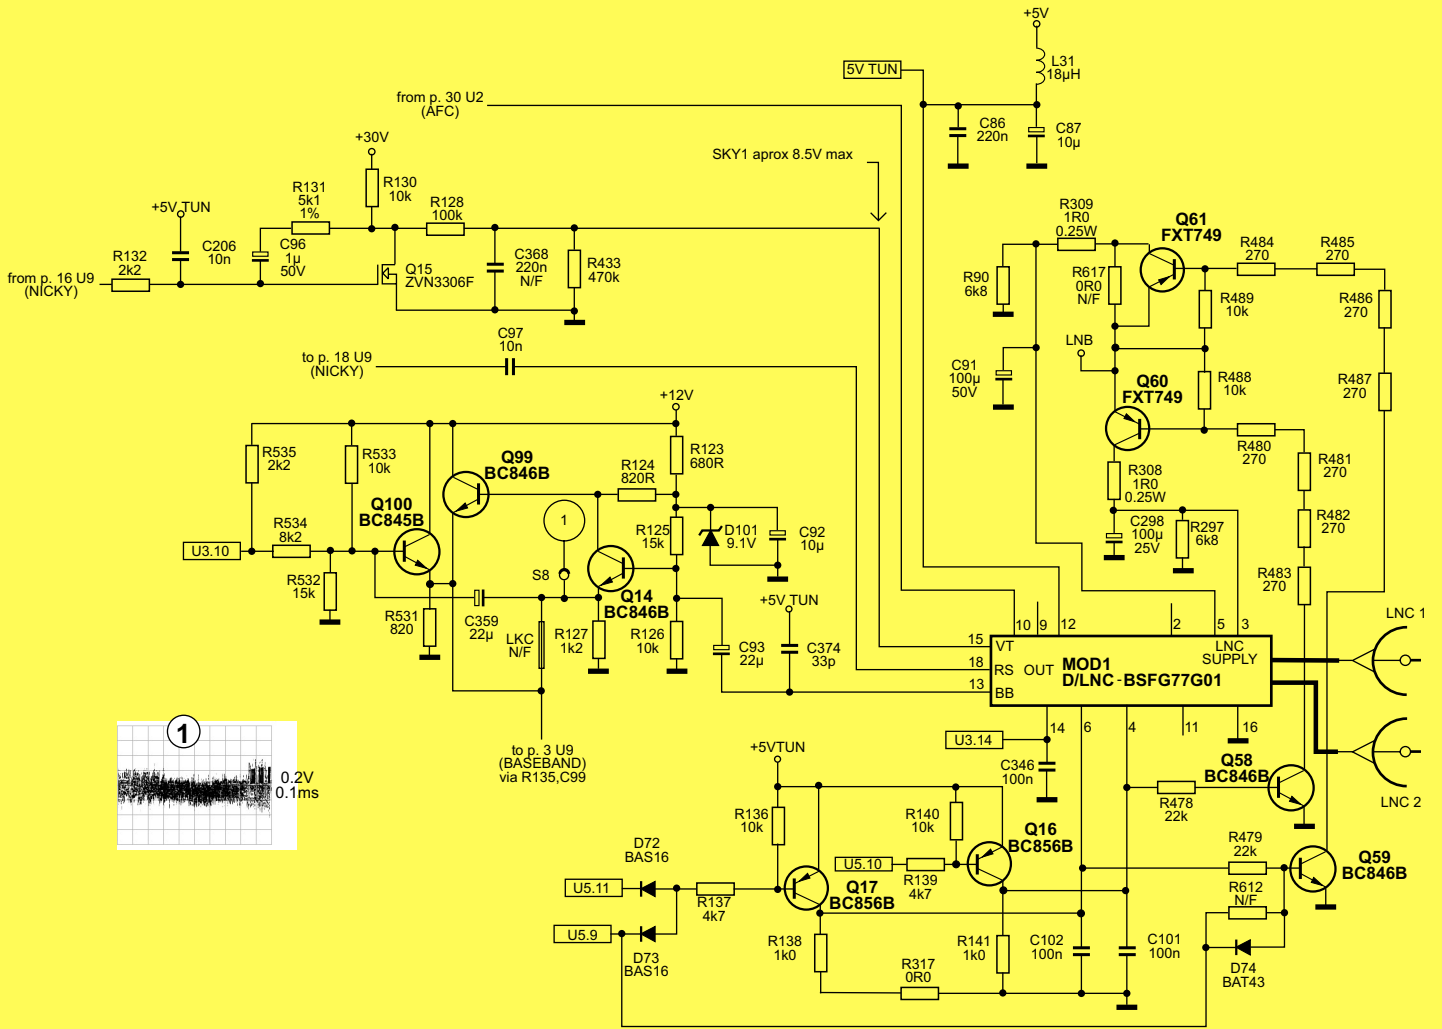 +5V
L31
18µH
5V TUN
from p. 30 U2
(AFC)
C86
220n
C87
10µ
+30V
SKY1 aprox 8.5V max
R131
5k1
1%
R130
10k
R128
100k
+5V TUN
R132
2k2
C206
10n
C96
1µ
50V
Q15
ZVN3306F
C368
220n
N/F
R433
470k
from p. 16 U9
(NICKY)
R309
1R0
0.25W
Q61
FXT749
R484
270
R485
270
R90
6k8
R617
0R0
N/F
R489
10k
R486
270
C97
10n
to p. 18 U9
(NICKY)
LNB
C91
100µ
50V
Q60
FXT749
R488
10k
R487
270
+12V
R535
2k2
R533
10k
Q99
BC846B
R124
820R
R123
680R
R480
270
R481
270
R308
1R0
0.25W
Q100
BC845B
1
R534
8k2
U3.10
R125
15k
D101
9.1V
C92
10µ
C298
100µ
25V
R297
6k8
R482
270
R532
15k
S8
Q14
BC846B
R483
270
+5V TUN
R531
820
C359
22µ
LKC
N/F
R127
1k2
R126
10k
C93
22µ
C374
33p
LNC 1
10
9
12
2
5
3
15
VT
LNC
SUPPLY
18
RS
OUT
MOD1
D/LNC-BSFG77G01
13
BB
14
6
4
11
16
1
0.2V
0.1ms
to p. 3 U9
(BASEBAND)
via R135,C99
+5VTUN
U3.14
C346
100n
Q58
BC846B
R478
22k
LNC 2
R136
10k
R140
10k
Q16
BC856B
D72
BAS16
U5.10
R139
4k7
R479
22k
Q59
BC846B
U5.11
R137
4k7
Q17
BC856B
R612
N/F
U5.9
D73
BAS16
R138
1k0
R141
1k0
C102
100n
C101
100n
R317
0R0
D74
BAT43